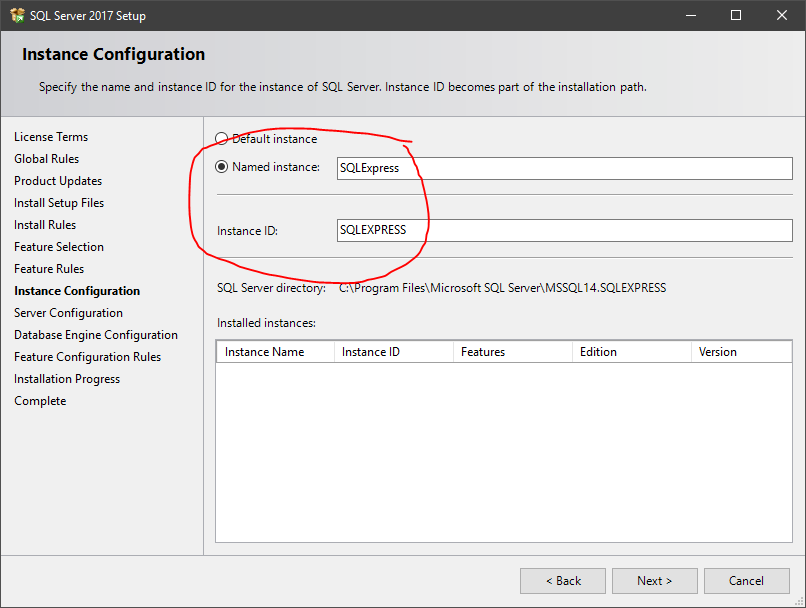 SQL Server 2017 Setup
Instance Configuration
Specify the name and instance ID for the instance of SQL Server. Instance ID becomes part of the installation path.
License Terms
Global Rules
Product Updates
Install Setup Files
Install Rules
Feature Selection
Feature Rules
Instance Configuration
Server Configuration
Database Engine Configuration
Feature Configuration Rules
Installation Progress
Complete
Default instance
Named instance: SQLExpress
Instance ID: SQLEXPRESS
SQL Server directory: C:\Program Files\Microsoft SQL Server\MSSQL14.SQLEXPRESS
Installed instances:
Instance Name Instance ID Features Edition Version
< Back Next > Cancel